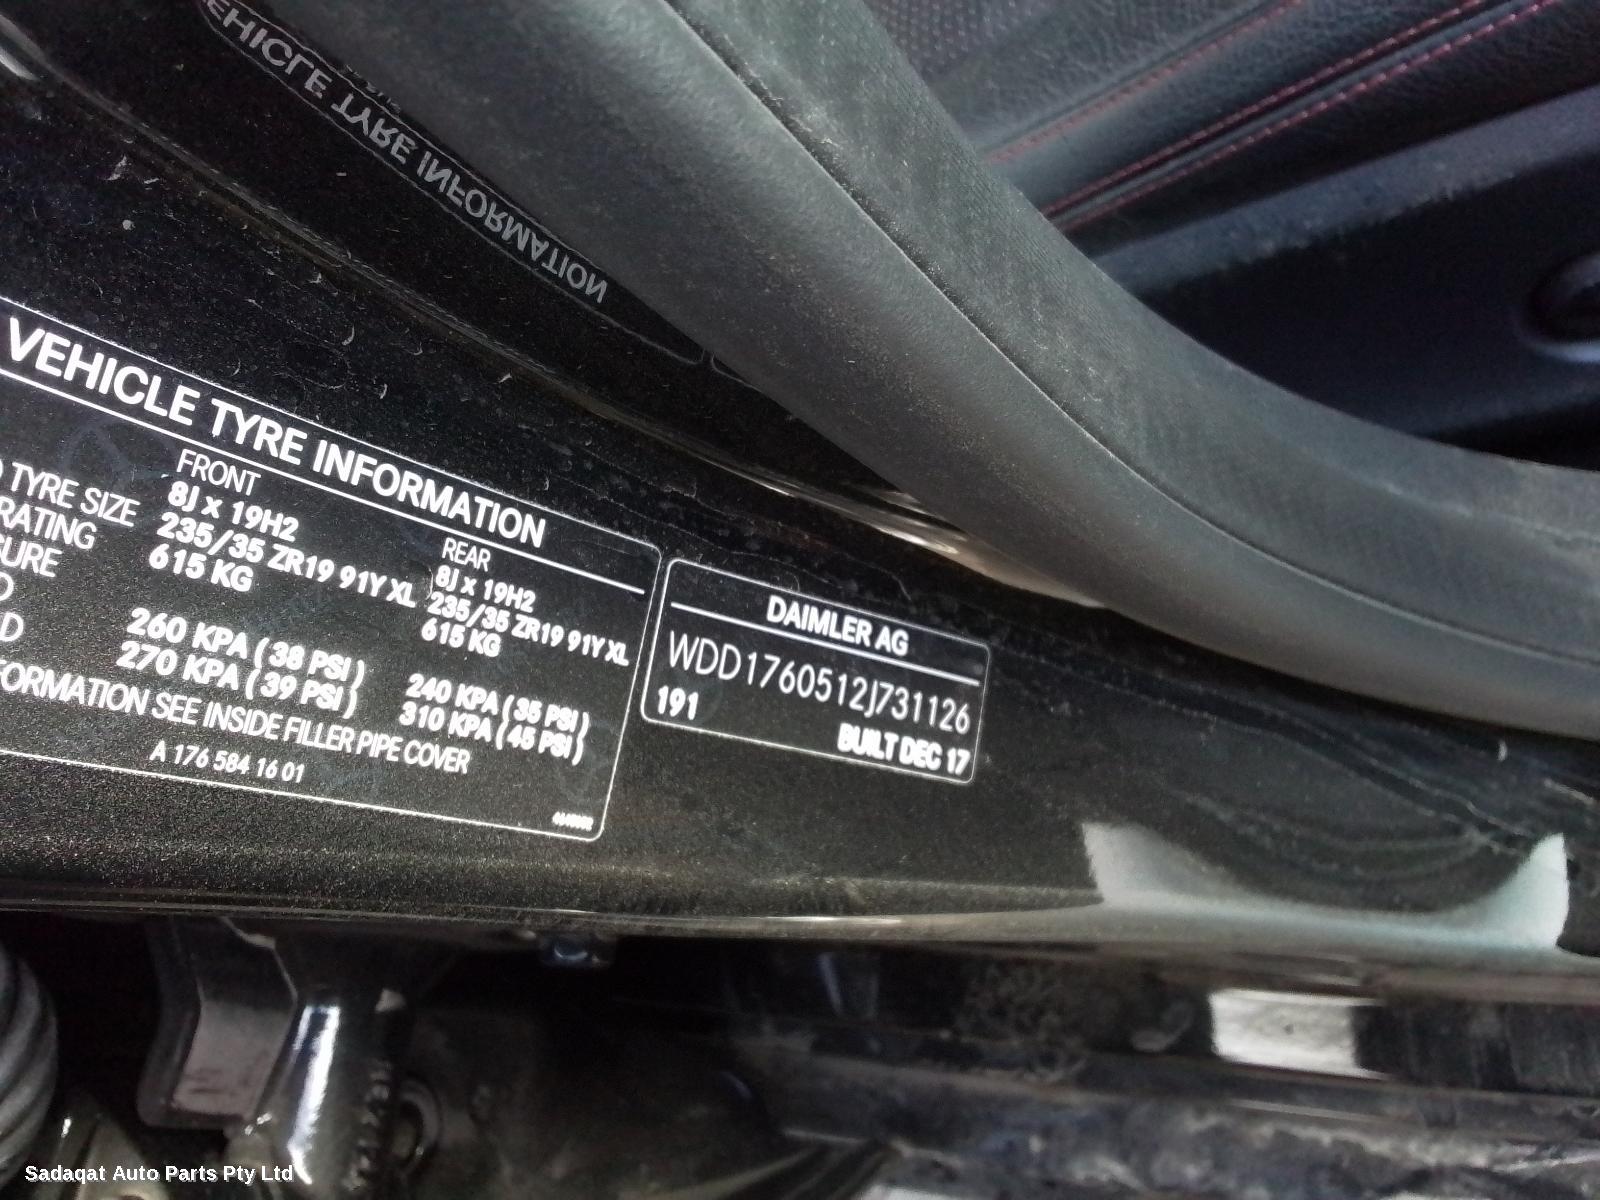 VEHICLE TYRE INFORMATION
VEHICLE TYRE INFORMATION
FRONT REAR
TYRE SIZE 8J x 19H2 8J x 19H2
235/35 ZR19 91Y XL 235/35 ZR19 91Y XL
RATING 615 KG 615 KG
260 KPA ( 38 PSI ) 240 KPA ( 35 PSI )
270 KPA ( 39 PSI ) 310 KPA ( 45 PSI )
SEE INSIDE FILLER PIPE COVER
A 176 584 16 01
DAIMLER AG
WDD1760512J731126
191
BUILT DEC 17
Sadaqat Auto Parts Pty Ltd